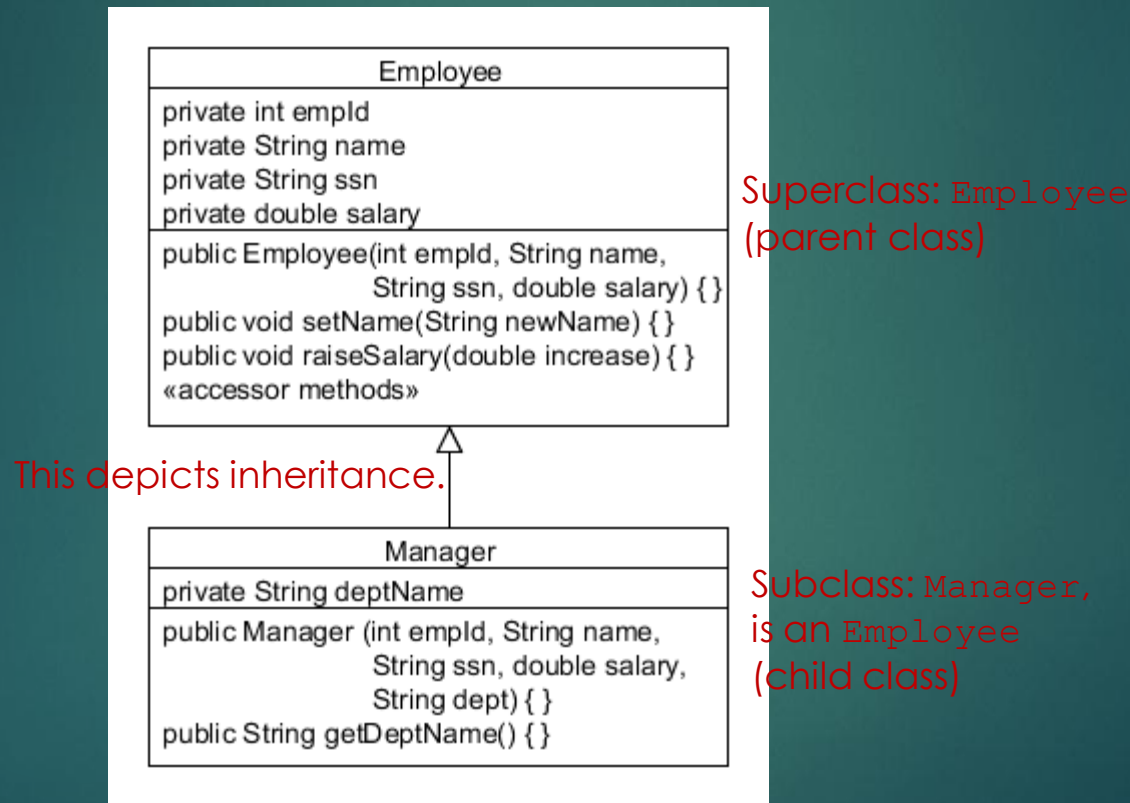 Employee
private int empId
private String name
private String ssn
private double salary
public Employee(int empId, String name,
String ssn, double salary) { }
public void setName(String newName) { }
public void raiseSalary(double increase) { }
«accessor methods»
Superclass: Employee
(parent class)
This depicts inheritance.
Manager
private String deptName
public Manager (int empId, String name,
String ssn, double salary,
String dept) { }
public String getDeptName() { }
Subclass: Manager,
is an Employee
(child class)